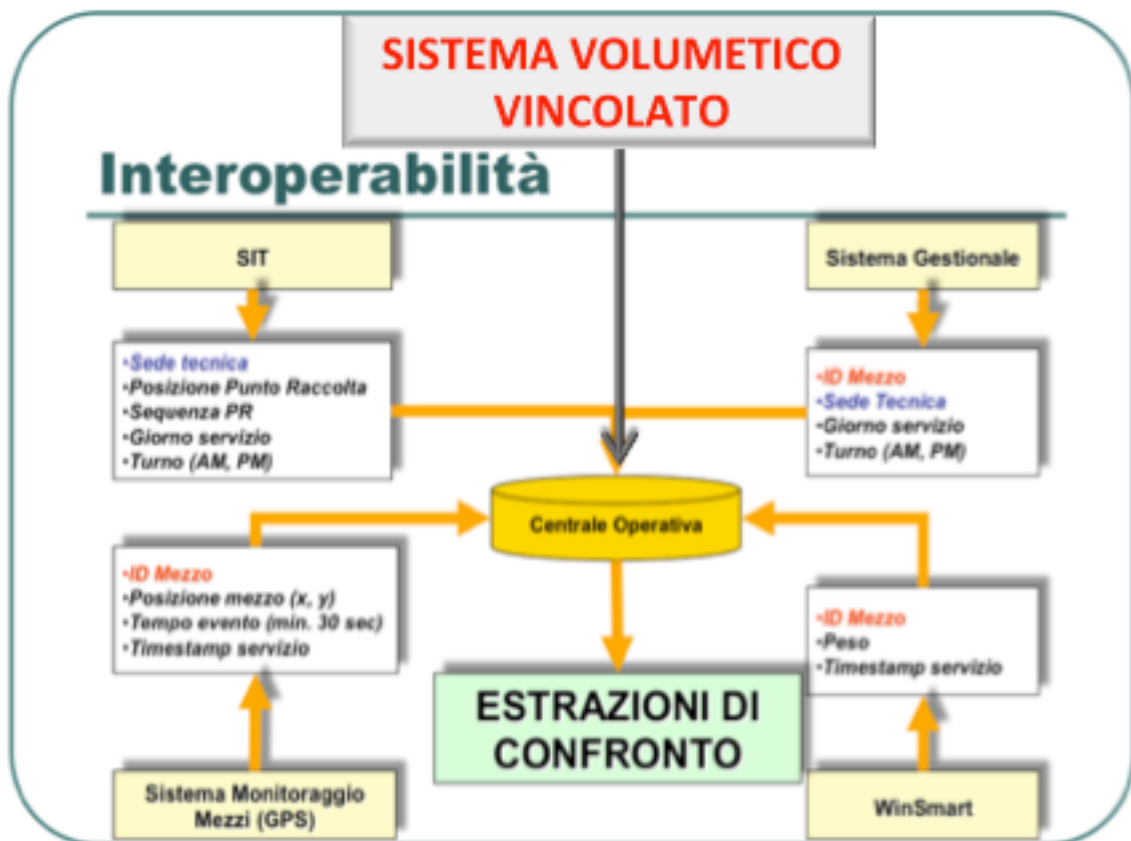 SISTEMA VOLUMETICO
VINCOLATO
Interoperabilità
SIT
Sistema Gestionale
•Sede tecnica
•Posizione Punto Raccolta
•Sequenza PR
•Giorno servizio
•Turno (AM, PM)
•ID Mezzo
•Sede Tecnica
•Giorno servizio
•Turno (AM, PM)
Centrale Operativa
•ID Mezzo
•Posizione mezzo (x, y)
•Tempo evento (min. 30 sec)
•Timestamp servizio
•ID Mezzo
•Peso
•Timestamp servizio
ESTRAZIONI DI
CONFRONTO
Sistema Monitoraggio
Mezzi (GPS)
WinSmart